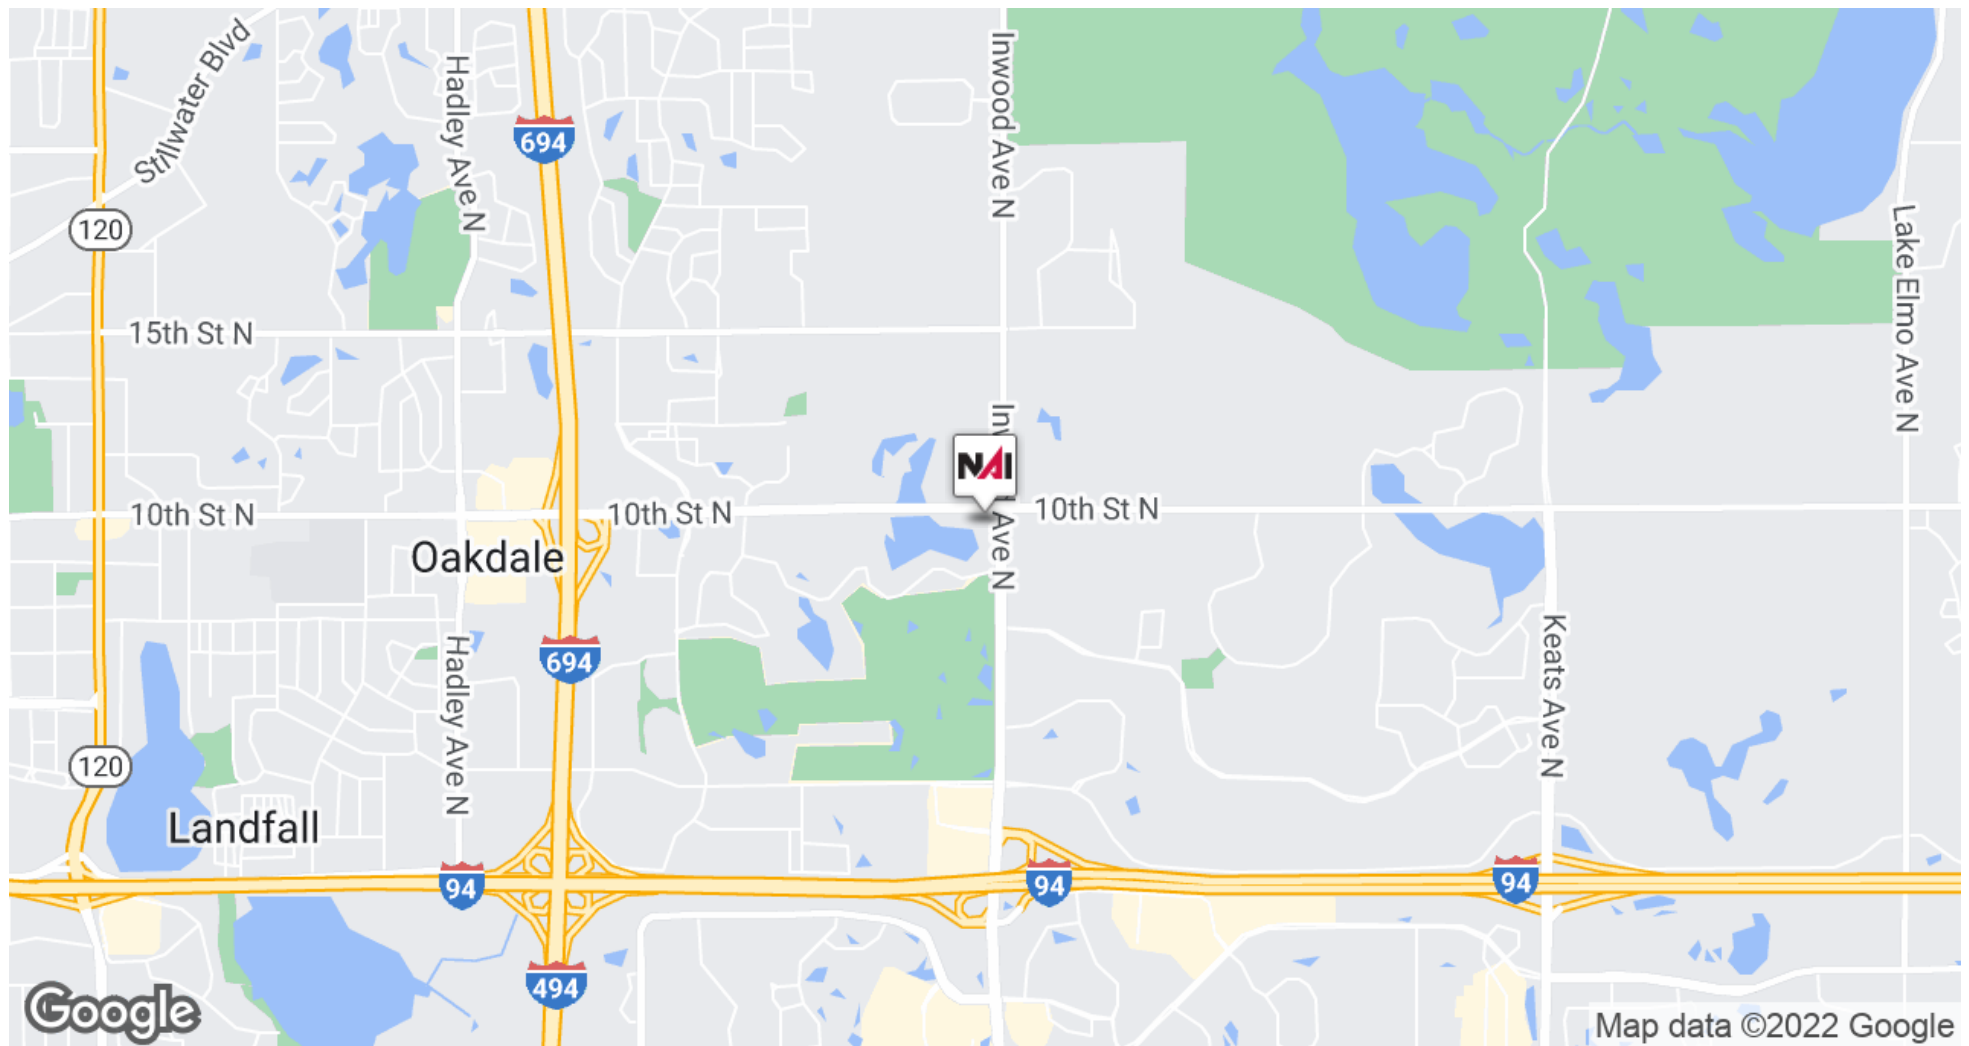 Stillwater Blvd
Hadley Ave N
694
Inwood Ave N
120
Lake Elmo Ave N
15th St N
NAI
Ave N
10th St N
10th St N
10th St N
Oakdale
694
Hadley Ave N
Keats Ave N
120
Landfall
94
94
94
494
Google
Map data ©2022 Google